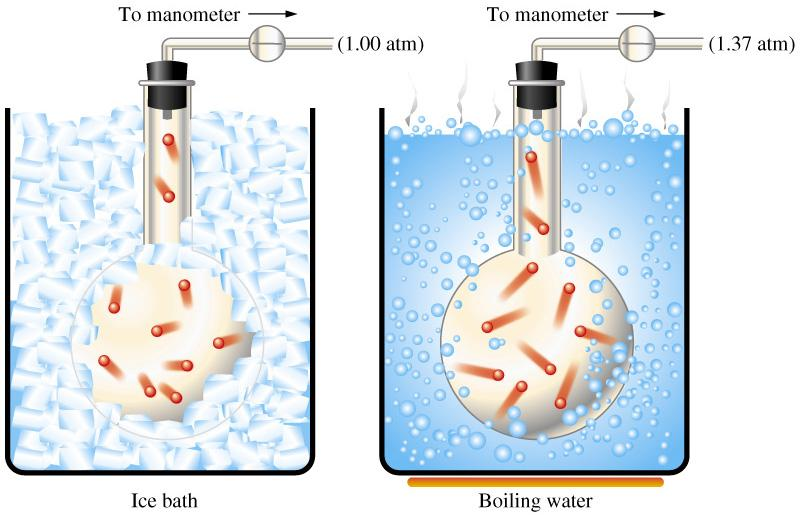 To manometer
(1.00 atm)
Ice bath
To manometer
(1.37 atm)
Boiling water